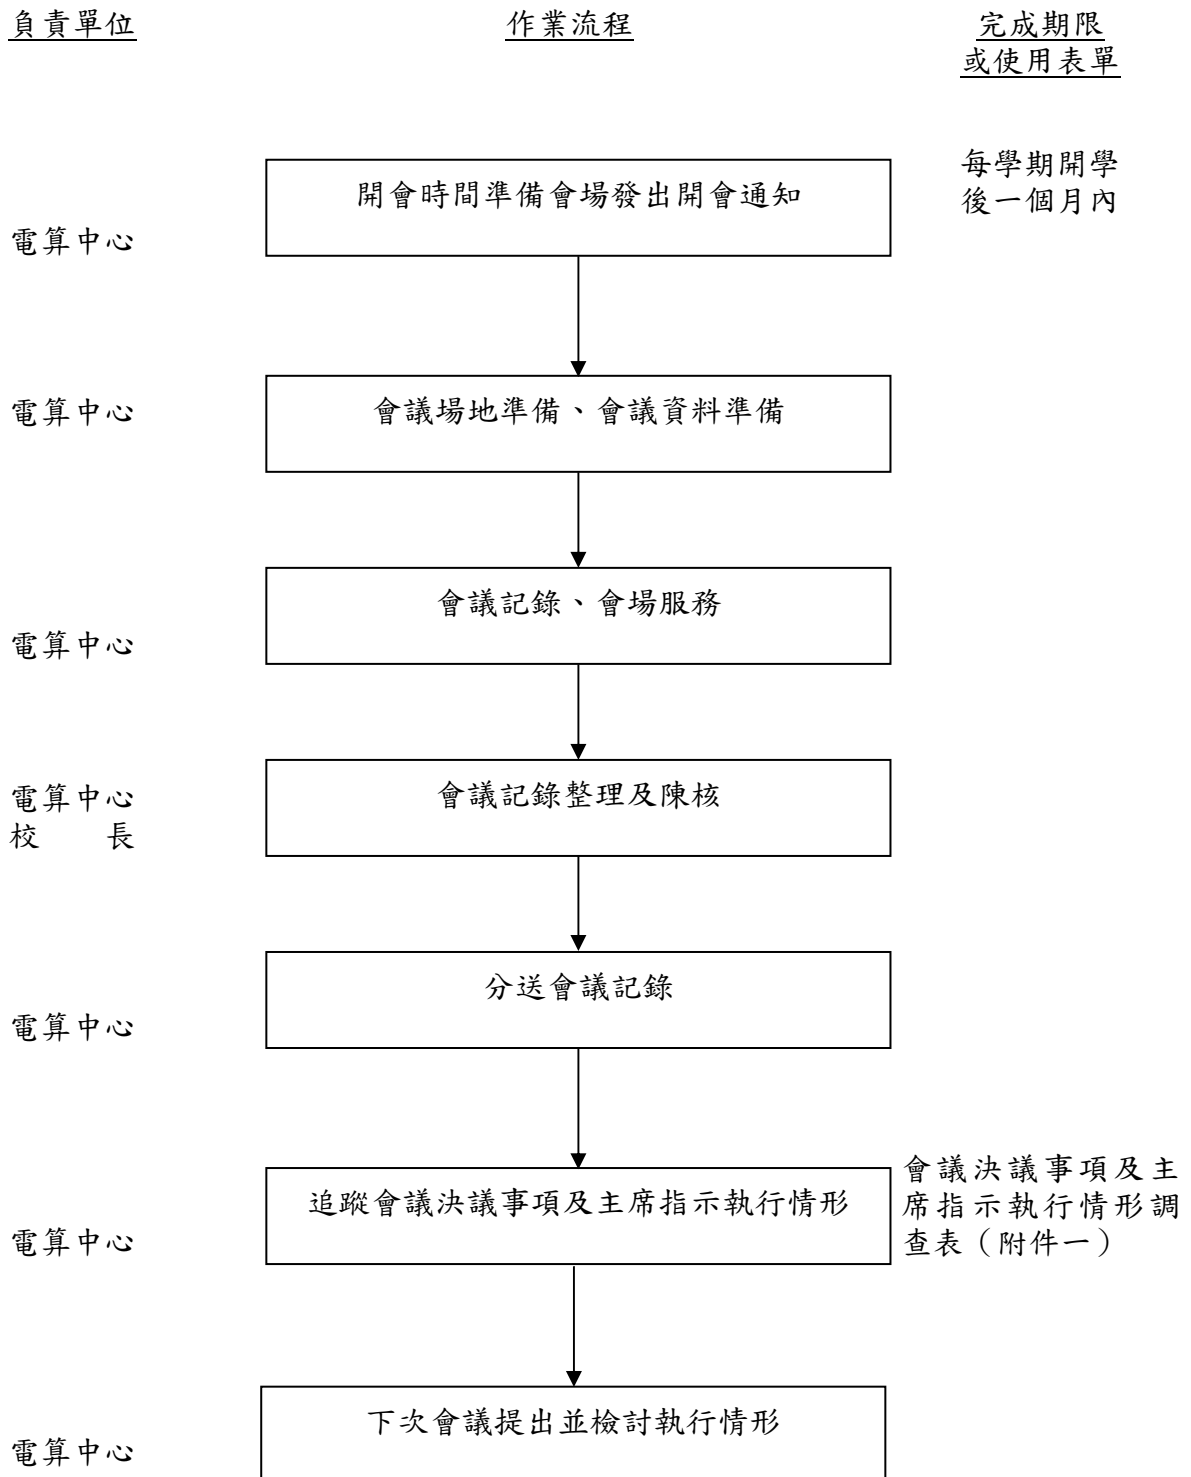 負責單位
作業流程
完成期限
或使用表單
每學期開學
後一個月內
開會時間準備會場發出開會通知
電算中心
電算中心
會議場地準備、會議資料準備
會議記錄、會場服務
電算中心
電算中心
校 長
會議記錄整理及陳核
分送會議記錄
電算中心
追蹤會議決議事項及主席指示執行情形
會議決議事項及主
席指示執行情形調
查表（附件一）
電算中心
下次會議提出並檢討執行情形
電算中心